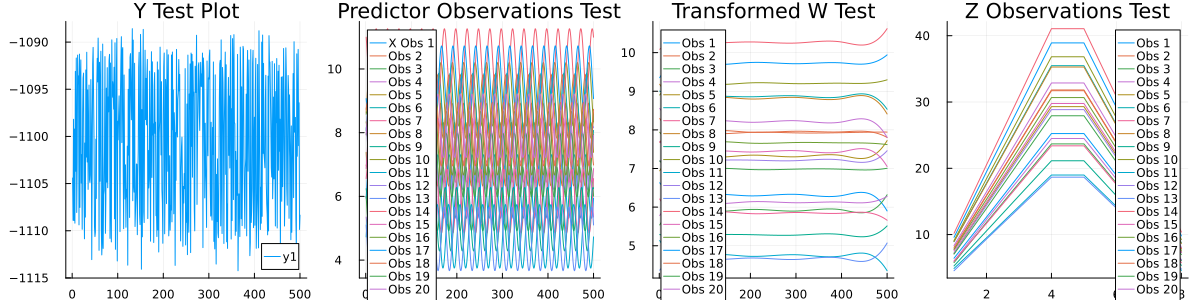 Y Test Plot
−1090
−1095
−1100
−1105
−1110
−1115
0 100 200 300 400 500
y1
Predictor Observations Test
10
8
6
4
200 300 400 500
X Obs 1
Obs 2
Obs 3
Obs 4
Obs 5
Obs 6
Obs 7
Obs 8
Obs 9
Obs 10
Obs 11
Obs 12
Obs 13
Obs 14
Obs 15
Obs 16
Obs 17
Obs 18
Obs 19
Obs 20
Transformed W Test
10
9
8
7
6
5
200 300 400 500
Obs 1
Obs 2
Obs 3
Obs 4
Obs 5
Obs 6
Obs 7
Obs 8
Obs 9
Obs 10
Obs 11
Obs 12
Obs 13
Obs 14
Obs 15
Obs 16
Obs 17
Obs 18
Obs 19
Obs 20
Z Observations Test
40
30
20
10
2 4 6
Obs 1
Obs 2
Obs 3
Obs 4
Obs 5
Obs 6
Obs 7
Obs 8
Obs 9
Obs 10
Obs 11
Obs 12
Obs 13
Obs 14
Obs 15
Obs 16
Obs 17
Obs 18
Obs 19
Obs 20